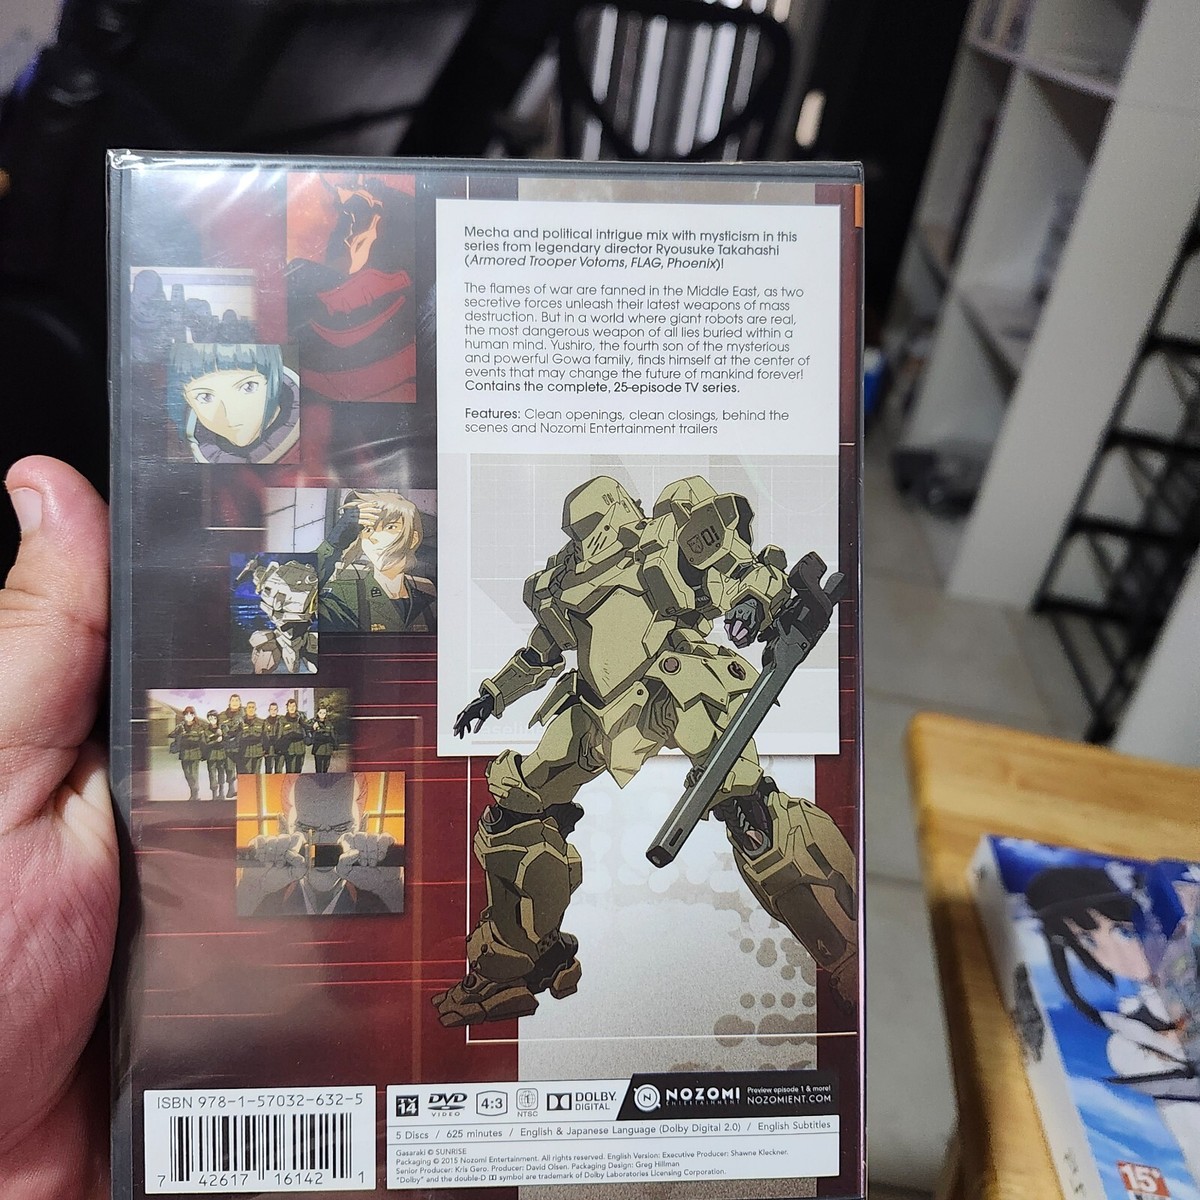 Mecha and political intrigue mix with mysticism in this
series from legendary director Ryousuke Takahashi
(Armored Trooper Votoms, FLAG, Phoenix)!
The flames of war are fanned in the Middle East, as two
secretive forces unleash their latest weapons of mass
destruction. But in a world where giant robots are real,
the most dangerous weapon of all lies buried within a
human mind. Yushiro, the fourth son of the mysterious
and powerful Gowa family, finds himself at the center of
events that may change the future of mankind forever!
Contains the complete, 25-episode TV series.
Features: Clean openings, clean closings, behind the
scenes and Nozomi Entertainment trailers
01
ISBN 978-1-57032-632-5
7 42617 16142 1
14
DVD
VIDEO
4:3
NTSC
DOLBY
DIGITAL
NOZOMI
ENTERTAINMENT
Preview episode 1 & more!
NOZOMIENT.COM
5 Discs / 625 minutes / English & Japanese Language (Dolby Digital 2.0) / English Subtitles
Gasaraki © SUNRISE
Packaging © 2015 Nozomi Entertainment. All rights reserved. English Version: Executive Producer: Shawne Kleckner.
Senior Producer: Kris Gero. Producer: David Olsen. Packaging Design: Greg Hillman
"Dolby" and the double-D symbol are trademark of Dolby Laboratories Licensing Corporation.
15+